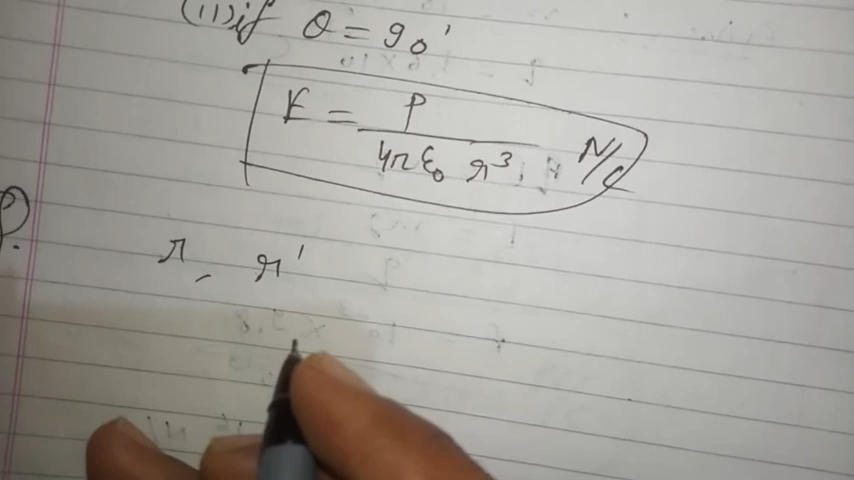 (ii) if θ = 90°
E = P / 4πε₀ r³ N/C
P.
r, r'